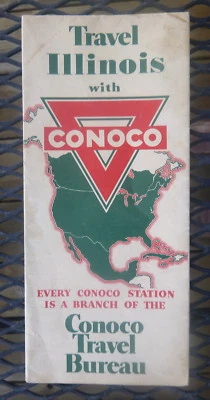 Travel
Illinois
with
CONOCO
EVERY CONOCO STATION
IS A BRANCH OF THE
Conoco
Travel
Bureau